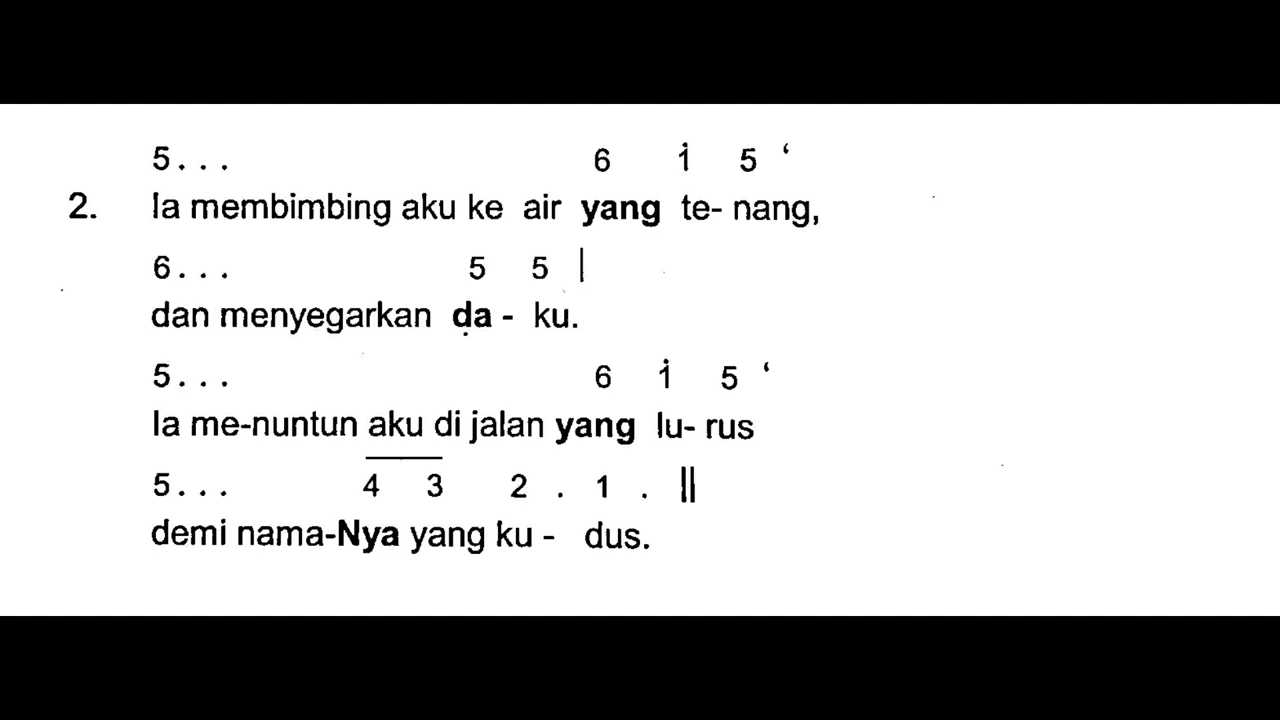 5 . . . 6 i 5 ‘
2. Ia membimbing aku ke air yang te- nang,
6 . . . 5 5 |
dan menyegarkan da - ku.
5 . . . 6 i 5 ‘
Ia me-nuntun aku di jalan yang lu- rus
5 . . . 4 3 2 . 1 . ||
demi nama-Nya yang ku - dus.